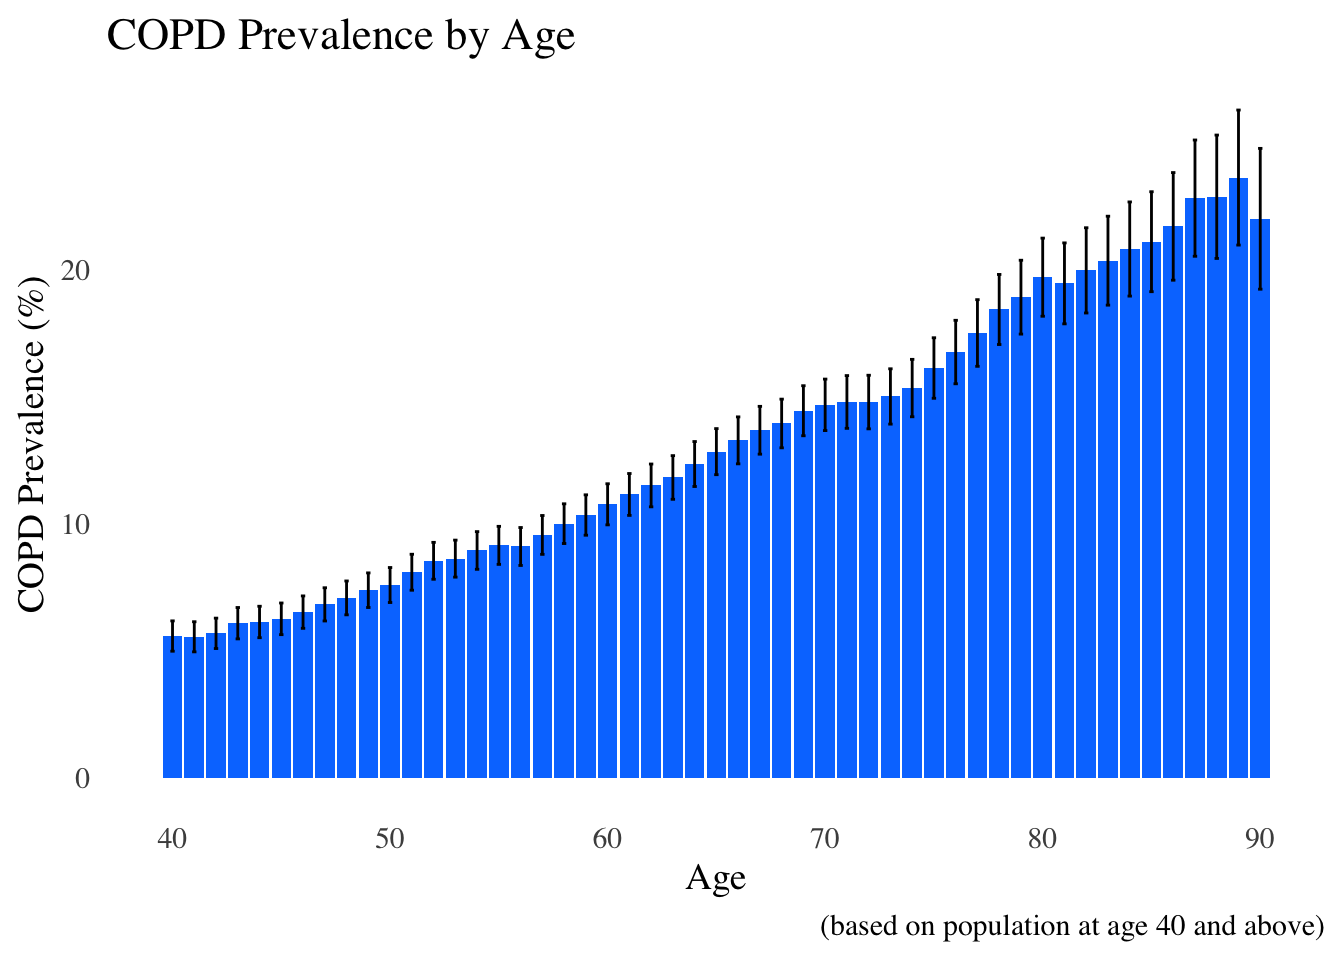 COPD Prevalence by Age
COPD Prevalence (%)
20
10
0
40 50 60 70 80 90
Age
(based on population at age 40 and above)